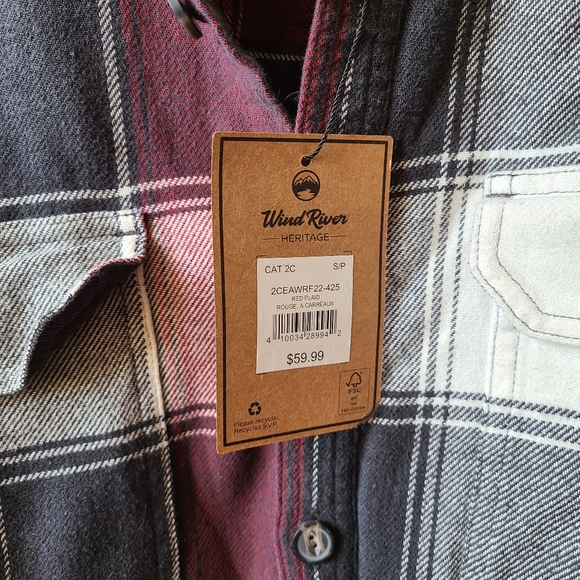 Wind River
HERITAGE
CAT 2C S/P
2CEAWRF22-425
RED PLAID
ROUGE, À CARREAUX
4 10034 28994 2
$59.99
Please recycle.
Recyclez S.V.P.
FSC